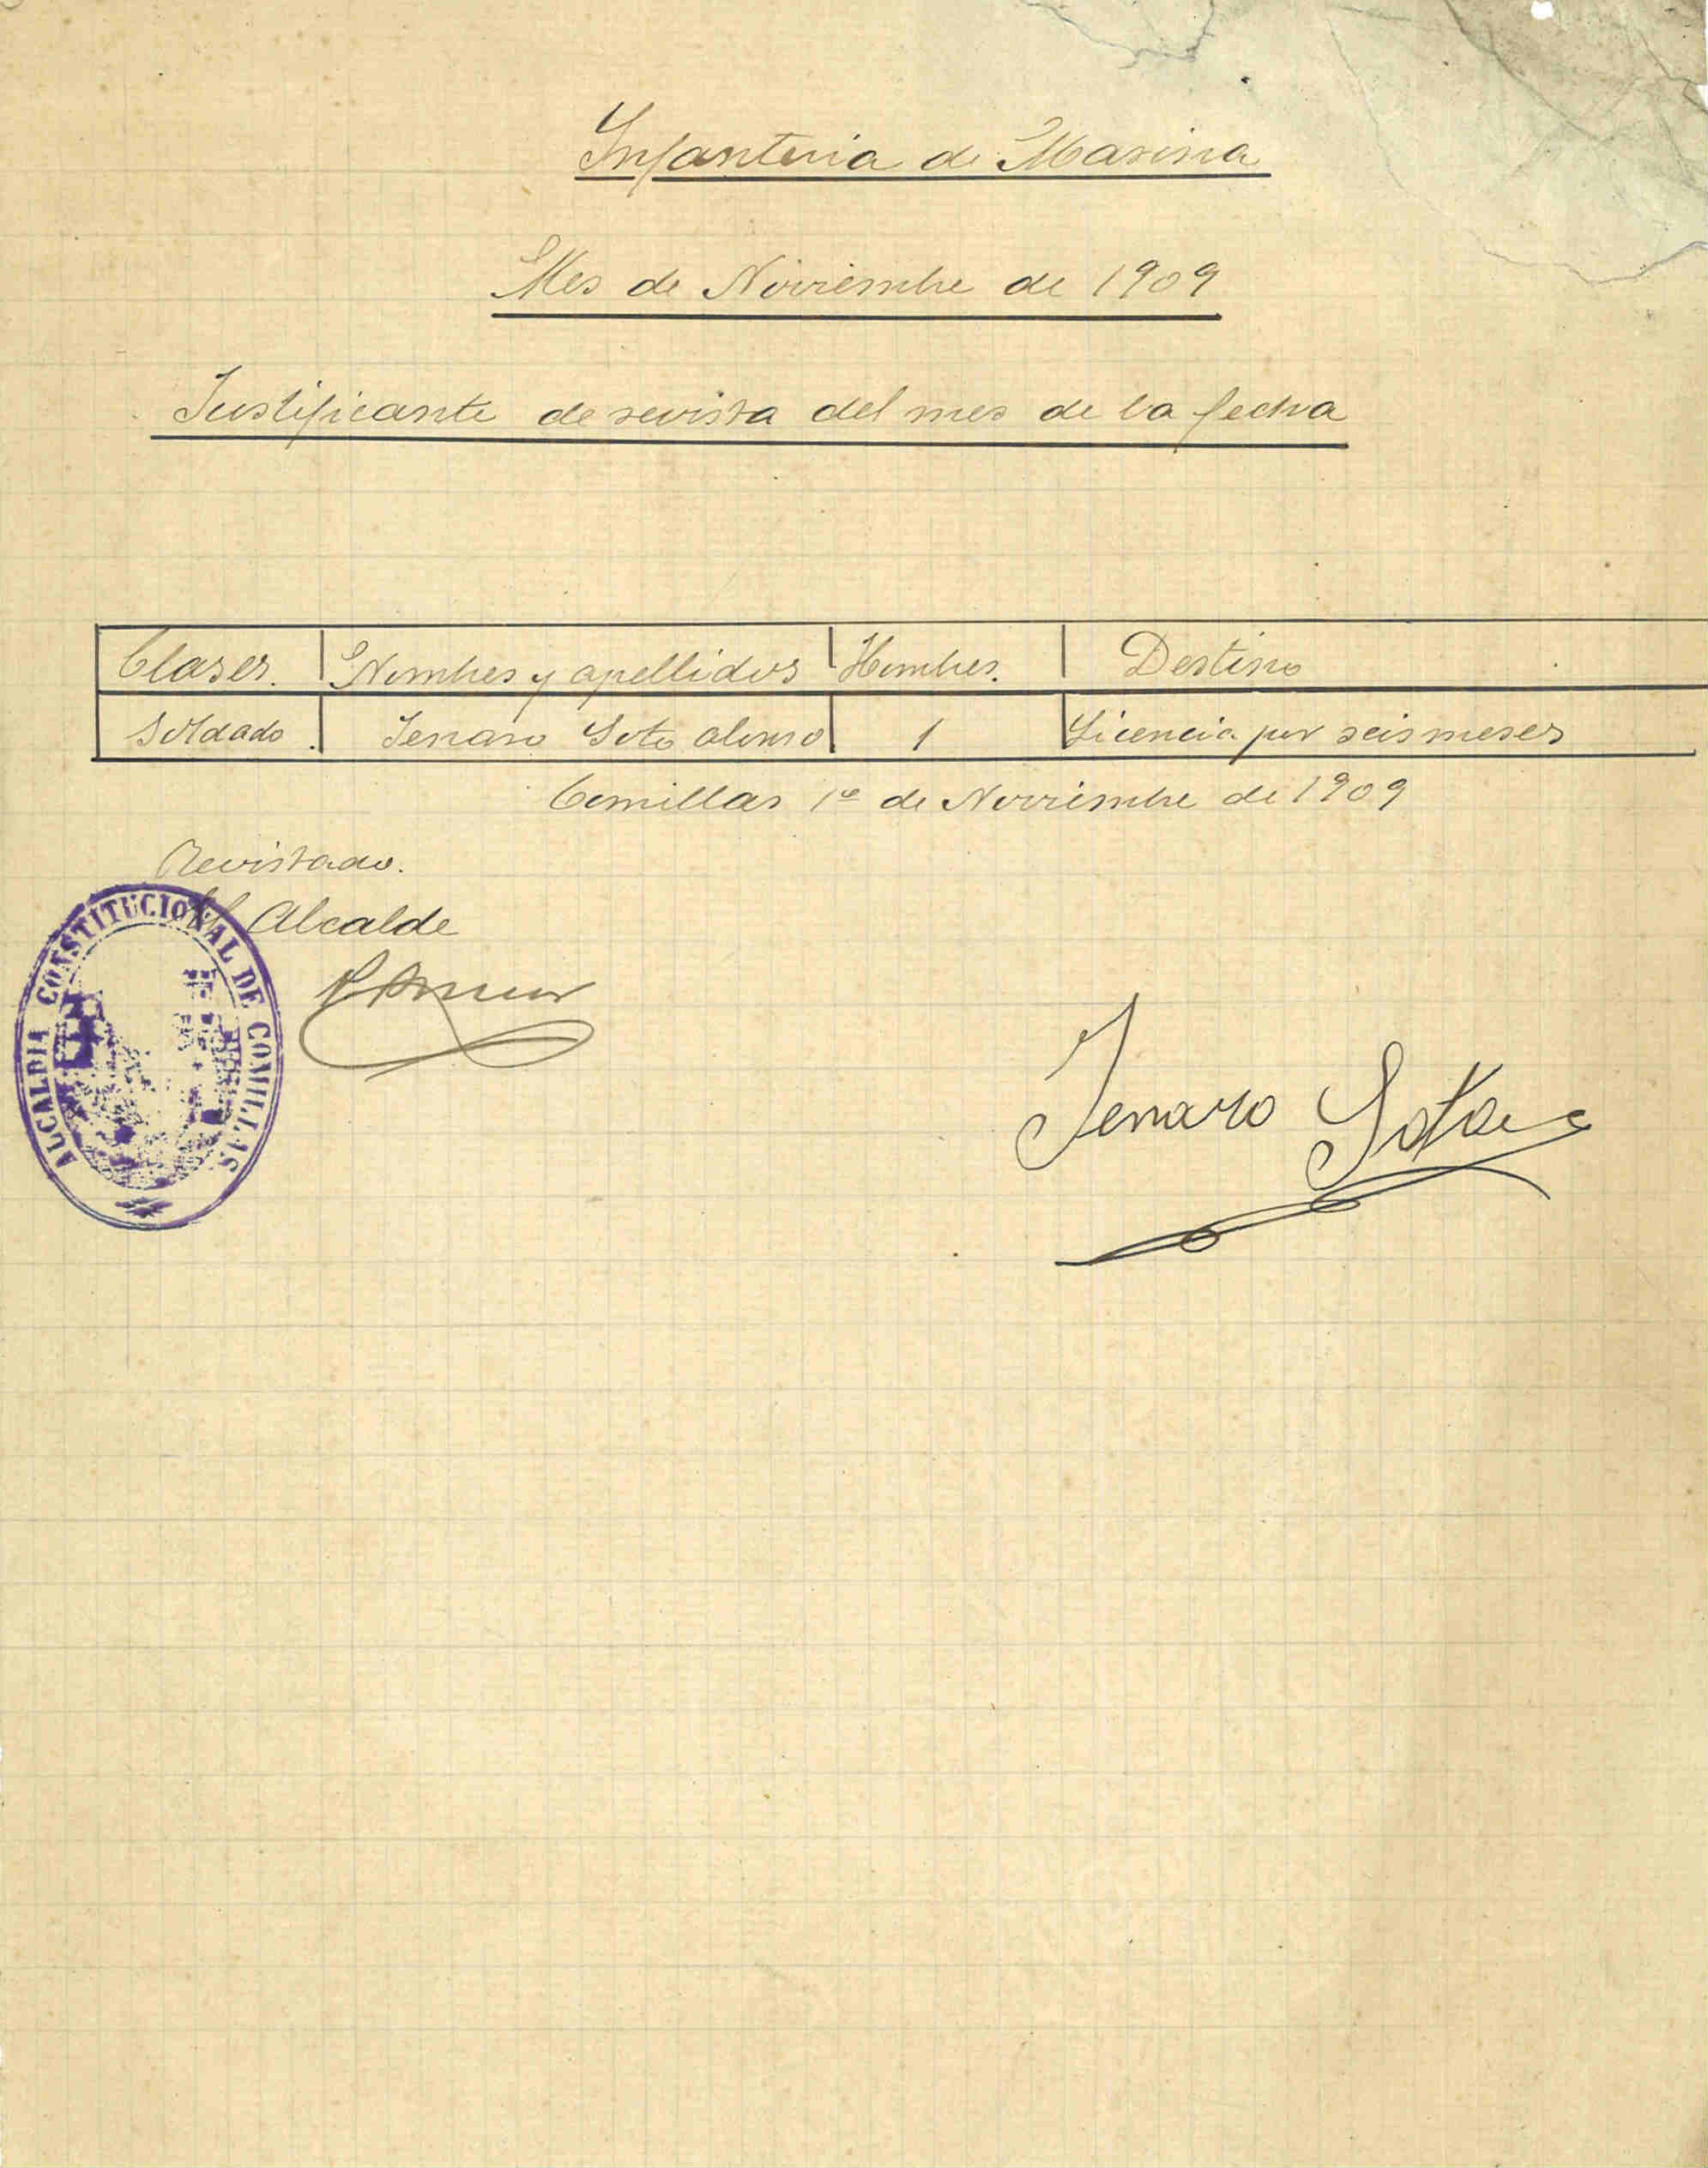 Infanteria de Marina
Mes de Noviembre de 1909
Justificante de revista del mes de la fecha
Clases. Nombres y apellidos Hombres. Destino
Soldado. Jenaro Soto alonso 1 Licencia por seis meses
Comillas 1º de Noviembre de 1909
Revistado.
El Alcalde
ALCALDIA CONSTITUCIONAL DE COMILLAS
Jenaro Soto